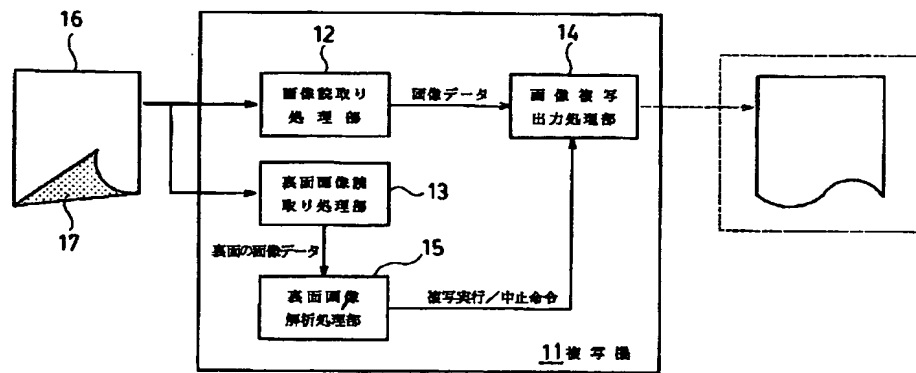 16
12
画像読取り
処理部
画像データ
14
画像複写
出力処理部
17
裏面画像読
取り処理部
13
裏面の画像データ
15
裏面画像
解析処理部
複写実行/中止命令
11 複写機